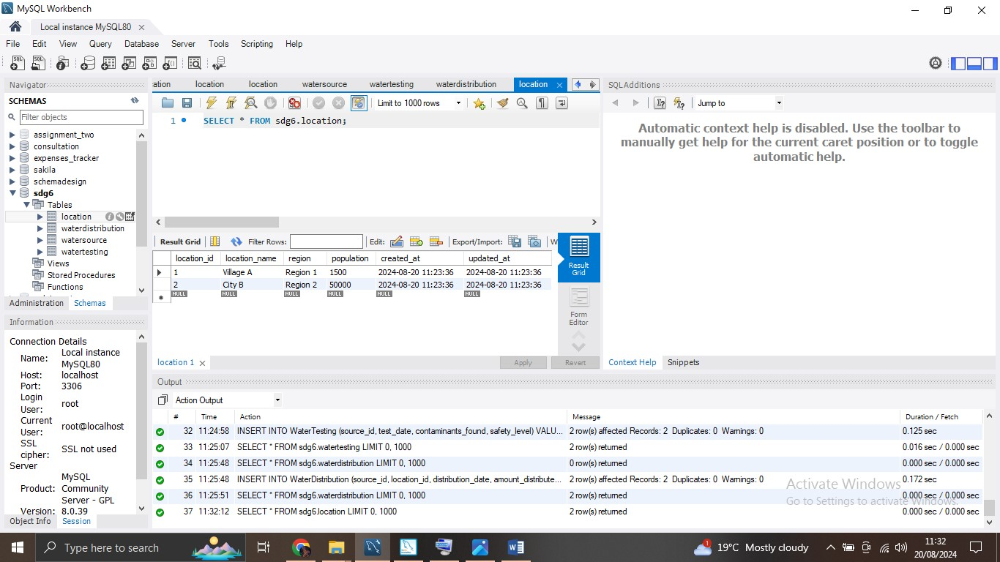 MySQL Workbench
Local instance MySQL80
File Edit View Query Database Server Tools Scripting Help
Navigator
SCHEMAS
Filter objects
assignment_two
consultation
expenses_tracker
sakila
schemadesign
sdg6
Tables
location
waterdistribution
watersource
watertesting
Views
Stored Procedures
Functions
Administration Schemas
Information
Connection Details
Name: Local instance MySQL80
Host: localhost
Port: 3306
Login User: root
Current User: root@localhost
SSL cipher: SSL not used
Server
Product: MySQL Community Server - GPL
Version: 8.0.39
Object Info Session
ation location location watersource watertesting waterdistribution location
Limit to 1000 rows
1 SELECT * FROM sdg6.location;
Result Grid Filter Rows: Edit: Export/Import: W
location_id location_name region population created_at updated_at
1 Village A Region 1 1500 2024-08-20 11:23:36 2024-08-20 11:23:36
2 City B Region 2 50000 2024-08-20 11:23:36 2024-08-20 11:23:36
NULL NULL NULL NULL NULL NULL
Result Grid
Form Editor
location 1 Apply Revert
SQLAdditions
Jump to
Automatic context help is disabled. Use the toolbar to
manually get help for the current caret position or to toggle
automatic help.
Context Help Snippets
Output
Action Output
# Time Action Message Duration / Fetch
32 11:24:58 INSERT INTO WaterTesting (source_id, test_date, contaminants_found, safety_level) VALU... 2 row(s) affected Records: 2 Duplicates: 0 Warnings: 0 0.125 sec
33 11:25:07 SELECT * FROM sdg6.watertesting LIMIT 0, 1000 2 row(s) returned 0.016 sec / 0.000 sec
34 11:25:48 SELECT * FROM sdg6.waterdistribution LIMIT 0, 1000 0 row(s) returned 0.000 sec / 0.000 sec
35 11:25:48 INSERT INTO WaterDistribution (source_id, location_id, distribution_date, amount_distribute... 2 row(s) affected Records: 2 Duplicates: 0 Warnings: 0 0.172 sec
36 11:25:51 SELECT * FROM sdg6.waterdistribution LIMIT 0, 1000 2 row(s) returned 0.000 sec / 0.000 sec
37 11:32:12 SELECT * FROM sdg6.location LIMIT 0, 1000 2 row(s) returned 0.000 sec / 0.000 sec
Activate Windows
Go to Settings to activate Windows.
Type here to search
19°C Mostly cloudy
11:32
20/08/2024